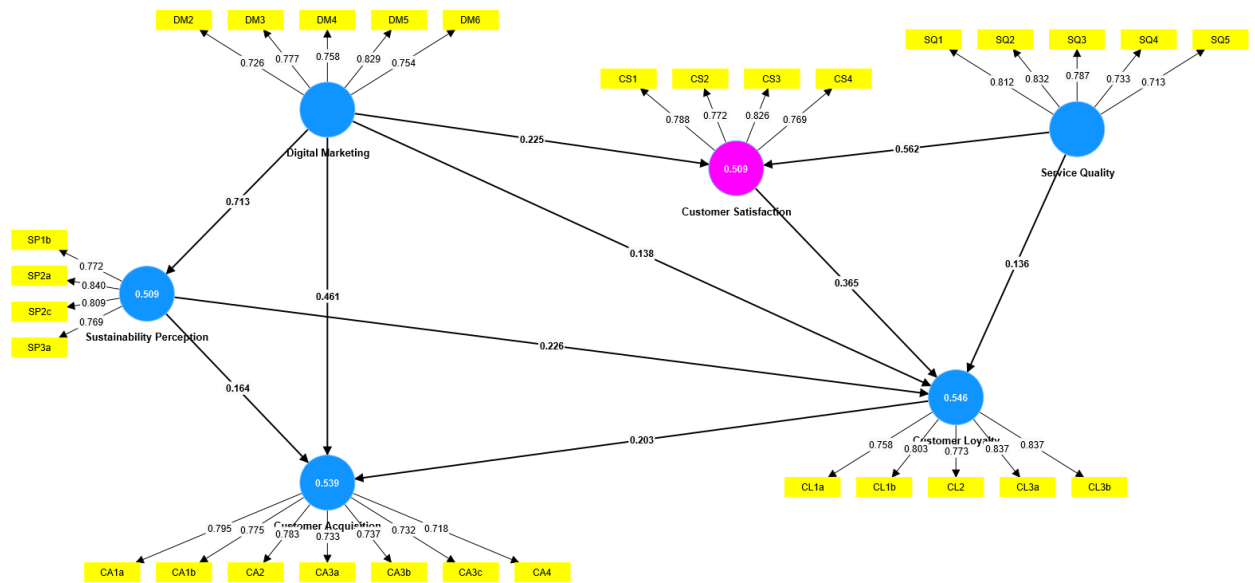 DM2 DM3 DM4 DM5 DM6
0.726 0.777 0.758 0.829 0.754
Digital Marketing
SQ1 SQ2 SQ3 SQ4 SQ5
0.812 0.832 0.787 0.733 0.713
Service Quality
CS1 CS2 CS3 CS4
0.788 0.772 0.826 0.769
0.509
Customer Satisfaction
0.225
0.562
0.713
0.461
0.138
0.365
0.136
SP1b
SP2a
SP2c
SP3a
0.772
0.840
0.809
0.769
0.509
Sustainability Perception
0.226
0.164
0.203
0.546
Customer Loyalty
0.758 0.803 0.773 0.837 0.837
CL1a CL1b CL2 CL3a CL3b
0.539
Customer Acquisition
0.795 0.775 0.783 0.733 0.737 0.732 0.718
CA1a CA1b CA2 CA3a CA3b CA3c CA4